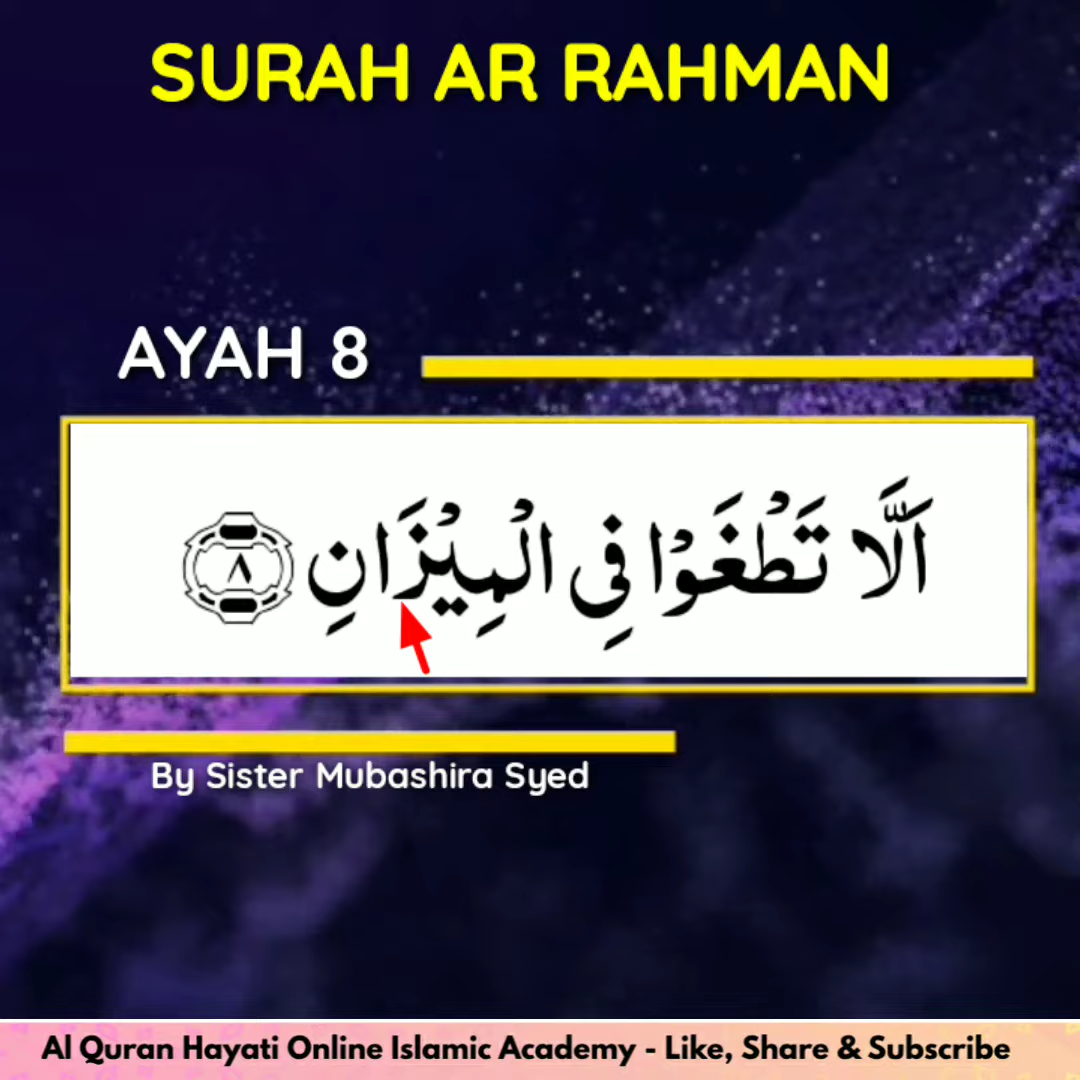 SURAH AR RAHMAN
AYAH 8
اَلَّا تَطْغَوْا فِی الْمِیْزَانِ ۸
By Sister Mubashira Syed
Al Quran Hayati Online Islamic Academy - Like, Share & Subscribe